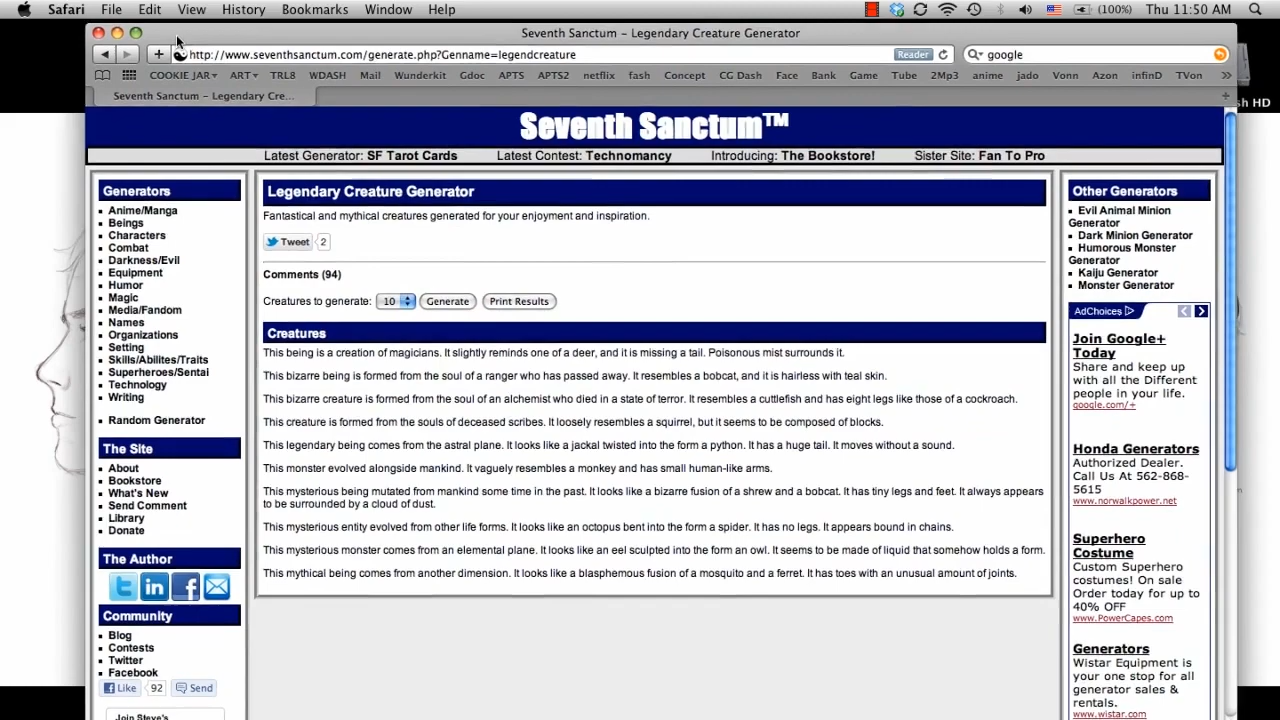 Safari File Edit View History Bookmarks Window Help (100%) Thu 11:50 AM
Seventh Sanctum – Legendary Creature Generator
http://www.seventhsanctum.com/generate.php?Genname=legendcreature Reader google
COOKIE JAR ART TRL8 WDASH Mail Wunderkit Gdoc APTS APTS2 netflix fash Concept CG Dash Face Bank Game Tube 2Mp3 anime jado Vonn Azon infinD TVon
sh HD
Seventh Sanctum – Legendary Cre...
Seventh Sanctum™
Latest Generator: SF Tarot Cards Latest Contest: Technomancy Introducing: The Bookstore! Sister Site: Fan To Pro
Generators
Anime/Manga
Beings
Characters
Combat
Darkness/Evil
Equipment
Humor
Magic
Media/Fandom
Names
Organizations
Setting
Skills/Abilites/Traits
Superheroes/Sentai
Technology
Writing
Random Generator
The Site
About
Bookstore
What's New
Send Comment
Library
Donate
The Author
Community
Blog
Contests
Twitter
Facebook
Like 92 Send
Join Steve's
Legendary Creature Generator
Fantastical and mythical creatures generated for your enjoyment and inspiration.
Tweet 2
Comments (94)
Creatures to generate: 10 Generate Print Results
Creatures
This being is a creation of magicians. It slightly reminds one of a deer, and it is missing a tail. Poisonous mist surrounds it.
This bizarre being is formed from the soul of a ranger who has passed away. It resembles a bobcat, and it is hairless with teal skin.
This bizarre creature is formed from the soul of an alchemist who died in a state of terror. It resembles a cuttlefish and has eight legs like those of a cockroach.
This creature is formed from the souls of deceased scribes. It loosely resembles a squirrel, but it seems to be composed of blocks.
This legendary being comes from the astral plane. It looks like a jackal twisted into the form a python. It has a huge tail. It moves without a sound.
This monster evolved alongside mankind. It vaguely resembles a monkey and has small human-like arms.
This mysterious being mutated from mankind some time in the past. It looks like a bizarre fusion of a shrew and a bobcat. It has tiny legs and feet. It always appears
to be surrounded by a cloud of dust.
This mysterious entity evolved from other life forms. It looks like an octopus bent into the form a spider. It has no legs. It appears bound in chains.
This mysterious monster comes from an elemental plane. It looks like an eel sculpted into the form an owl. It seems to be made of liquid that somehow holds a form.
This mythical being comes from another dimension. It looks like a blasphemous fusion of a mosquito and a ferret. It has toes with an unusual amount of joints.
Other Generators
Evil Animal Minion
Generator
Dark Minion Generator
Humorous Monster
Generator
Kaiju Generator
Monster Generator
AdChoices
Join Google+
Today
Share and keep up
with all the Different
people in your life.
google.com/+
Honda Generators
Authorized Dealer.
Call Us At 562-868-
5615
www.norwalkpower.net
Superhero
Costume
Custom Superhero
costumes! On sale
Order today for up to
40% OFF
www.PowerCapes.com
Generators
Wistar Equipment is
your one stop for all
generator sales &
rentals.
www.wistar.com